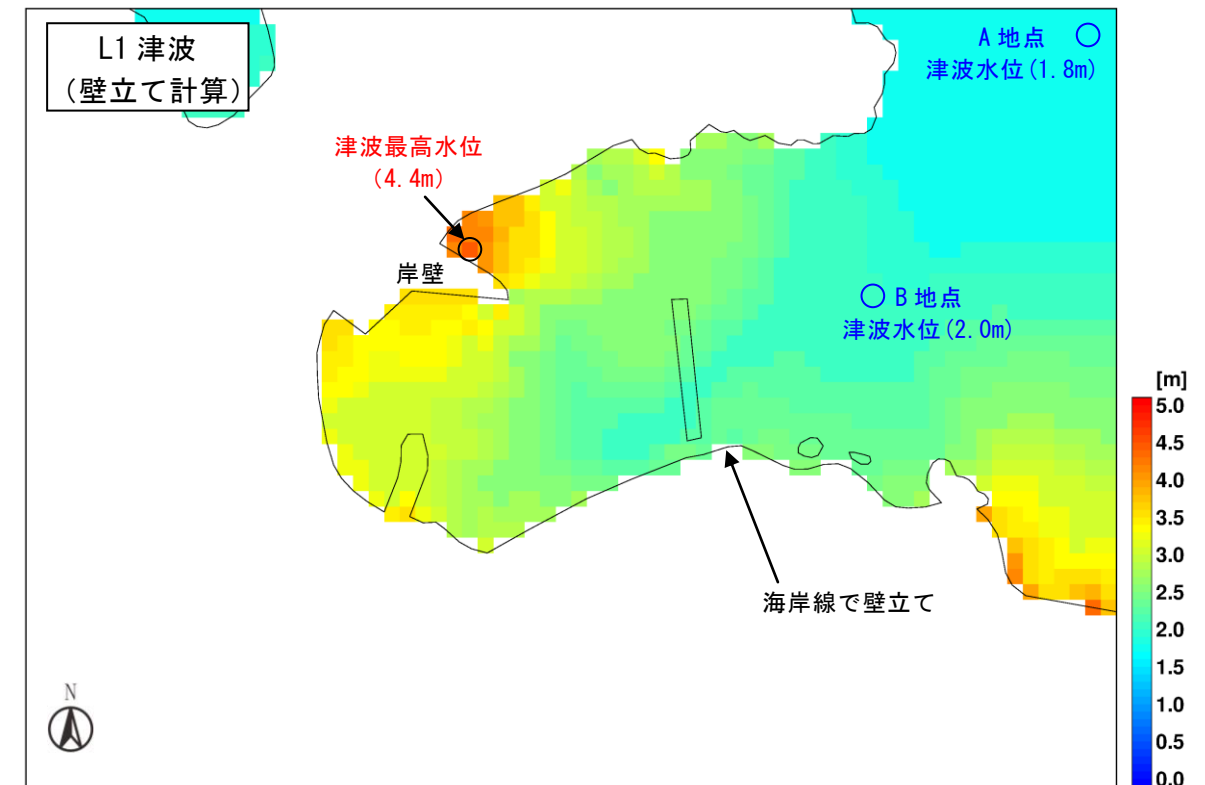 L1 津波
(壁立て計算)
A 地点
津波水位(1.8m)
津波最高水位
(4.4m)
岸壁
B 地点
津波水位(2.0m)
海岸線で壁立て
N
[m]
5.0
4.5
4.0
3.5
3.0
2.5
2.0
1.5
1.0
0.5
0.0